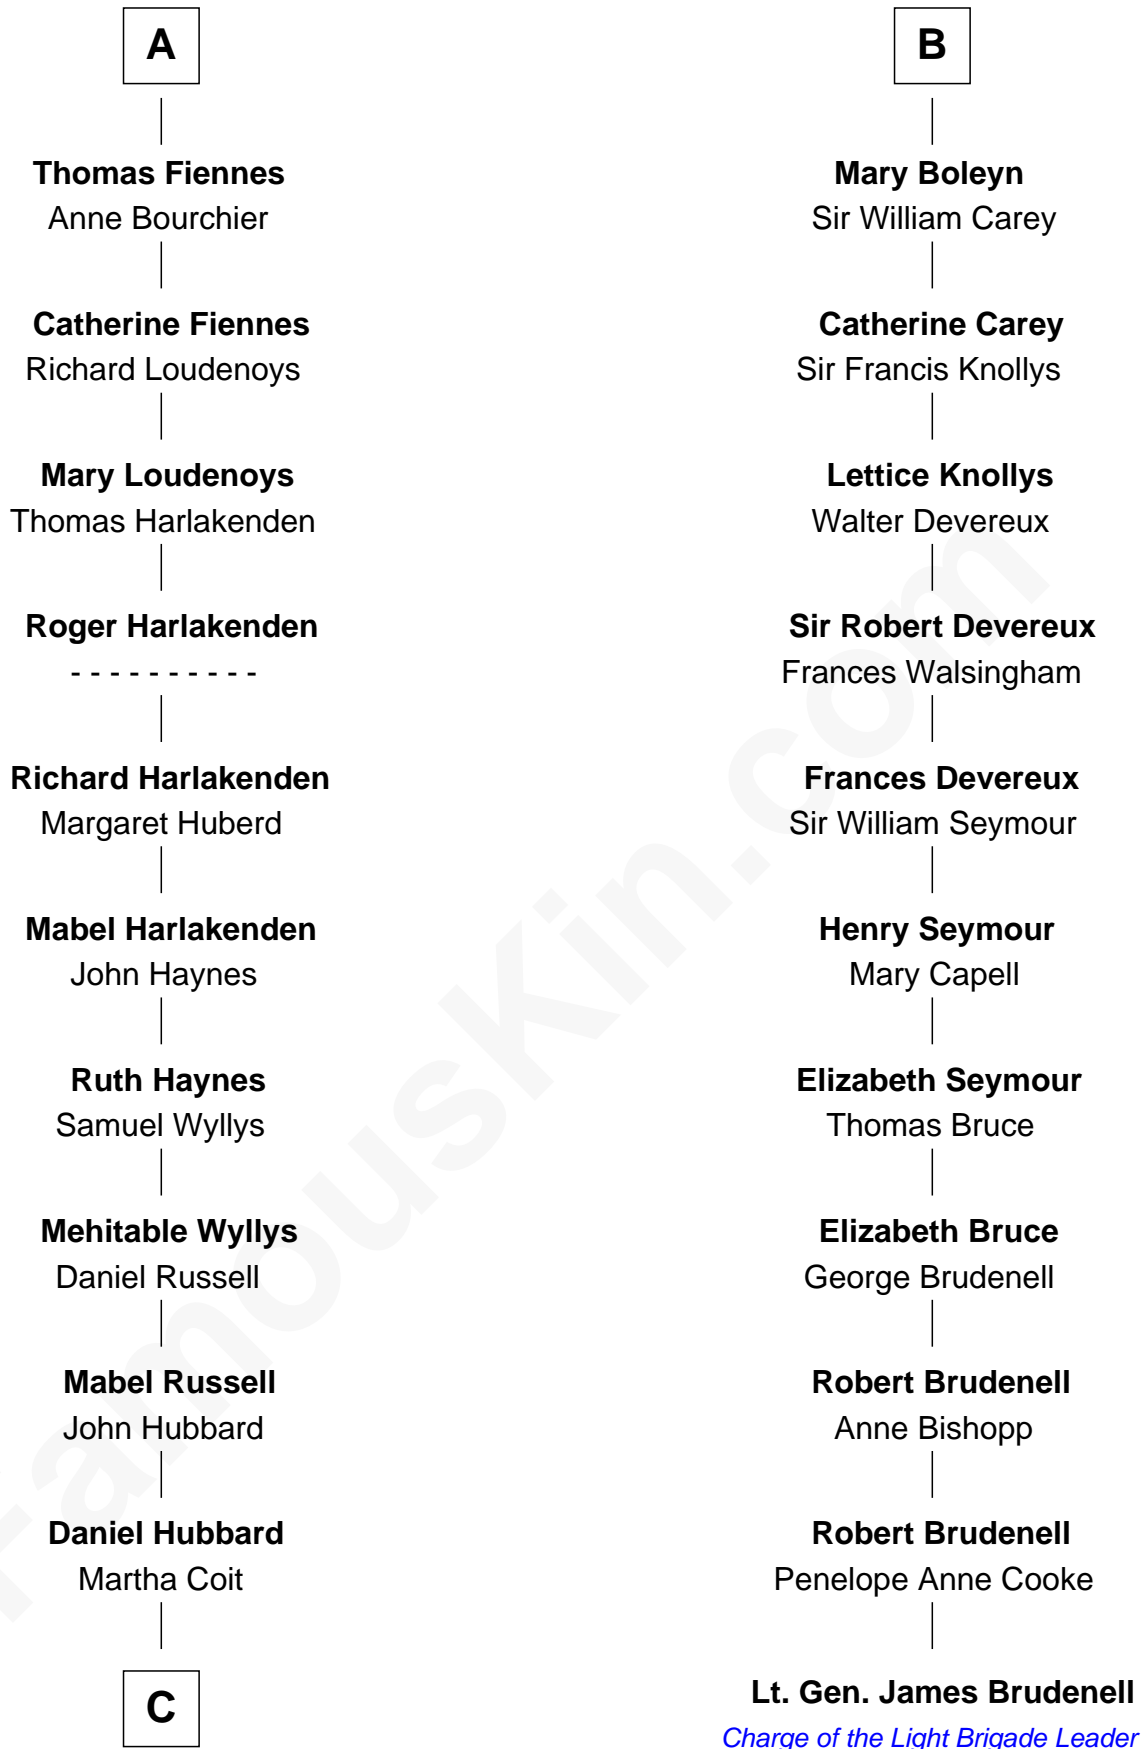 A
Thomas Fiennes
Anne Bourchier
Catherine Fiennes
Richard Loudenoys
Mary Loudenoys
Thomas Harlakenden
Roger Harlakenden
- - - - - - - - - -
Richard Harlakenden
Margaret Huberd
Mabel Harlakenden
John Haynes
Ruth Haynes
Samuel Wyllys
Mehitable Wyllys
Daniel Russell
Mabel Russell
John Hubbard
Daniel Hubbard
Martha Coit
C
B
Mary Boleyn
Sir William Carey
Catherine Carey
Sir Francis Knollys
Lettice Knollys
Walter Devereux
Sir Robert Devereux
Frances Walsingham
Frances Devereux
Sir William Seymour
Henry Seymour
Mary Capell
Elizabeth Seymour
Thomas Bruce
Elizabeth Bruce
George Brudenell
Robert Brudenell
Anne Bishopp
Robert Brudenell
Penelope Anne Cooke
Lt. Gen. James Brudenell
Charge of the Light Brigade Leader
FamousKin.com